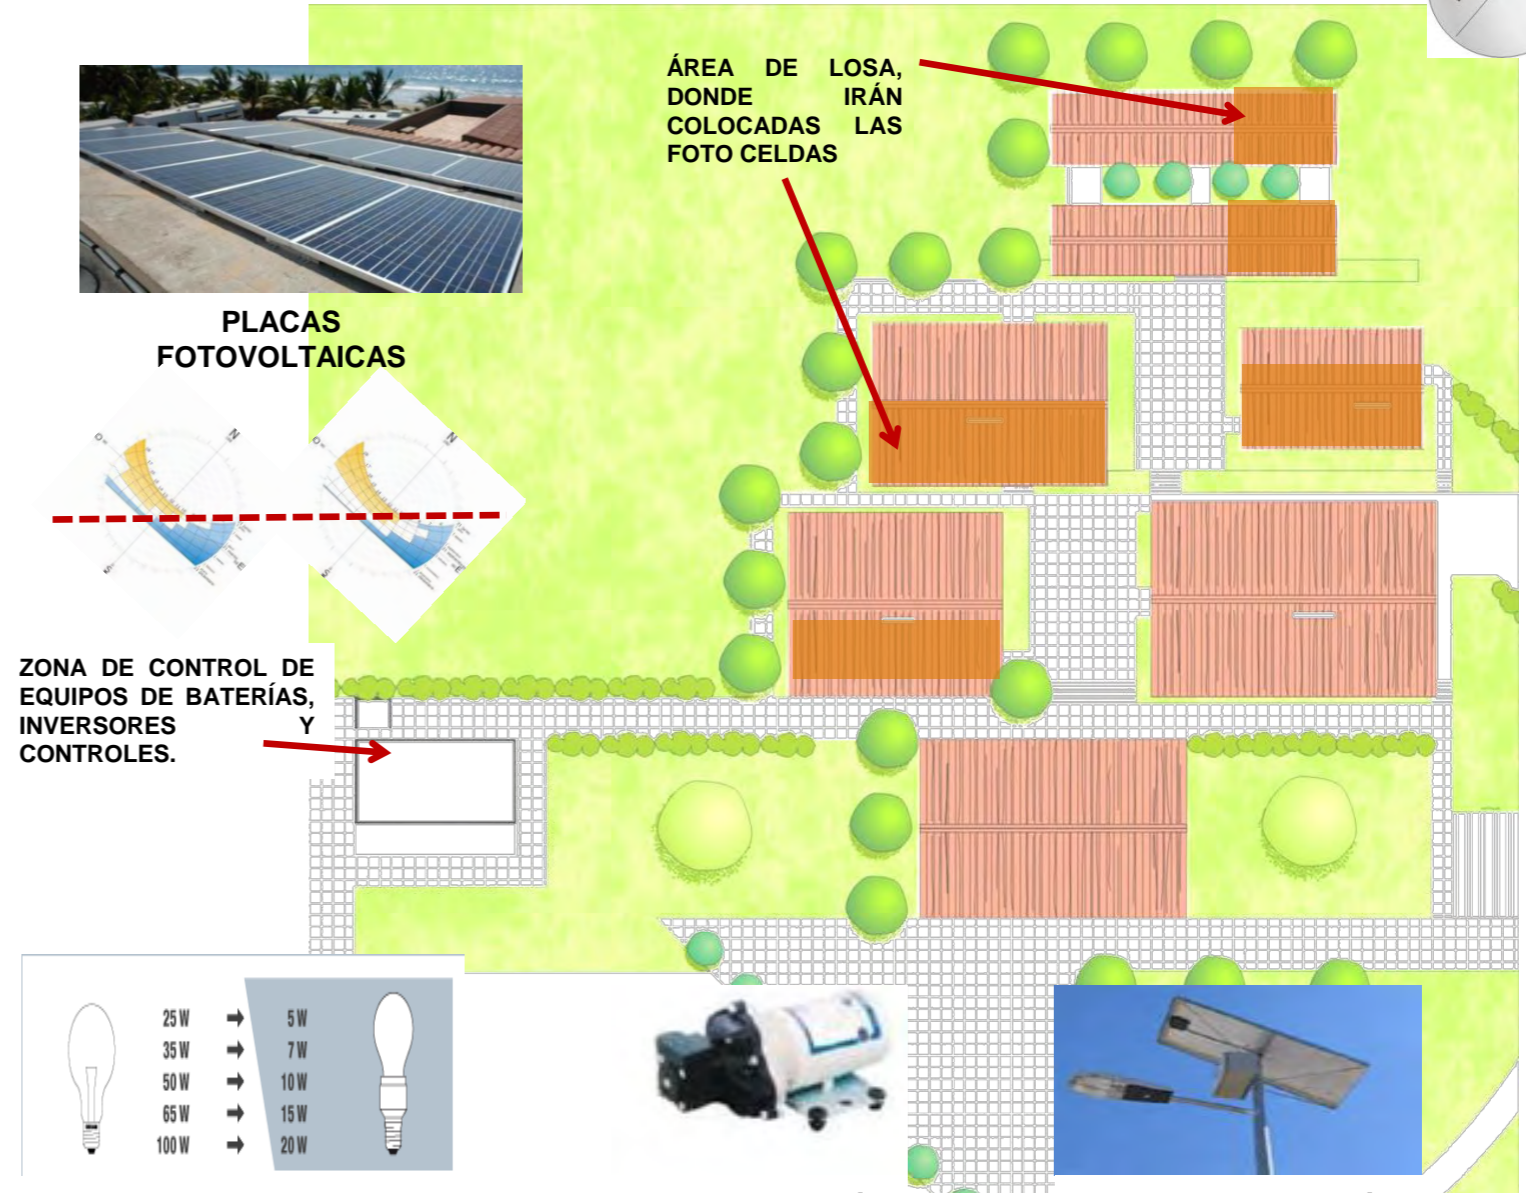 ÁREA DE LOSA,
DONDE IRÁN
COLOCADAS LAS
FOTO CELDAS
PLACAS
FOTOVOLTAICAS
O N
O N
S E
S E
ZONA DE CONTROL DE
EQUIPOS DE BATERÍAS,
INVERSORES Y
CONTROLES.
25 W 5 W
35 W 7 W
50 W 10 W
65 W 15 W
100 W 20 W